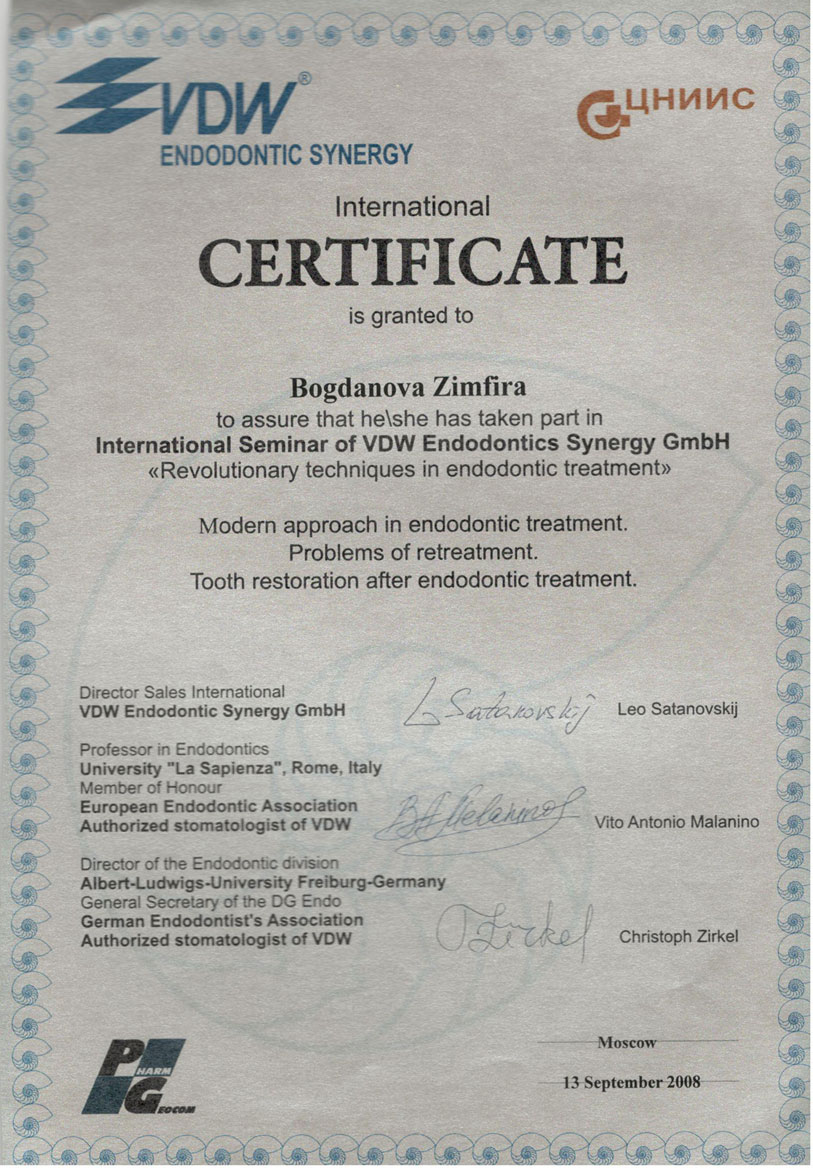 VDW®
ENDODONTIC SYNERGY
ЦНИИС
International
CERTIFICATE
is granted to
Bogdanova Zimfira
to assure that he\she has taken part in
International Seminar of VDW Endodontics Synergy GmbH
«Revolutionary techniques in endodontic treatment»
Modern approach in endodontic treatment.
Problems of retreatment.
Tooth restoration after endodontic treatment.
Director Sales International
VDW Endodontic Synergy GmbH
L Satanovskij
Leo Satanovskij
Professor in Endodontics
University "La Sapienza", Rome, Italy
Member of Honour
European Endodontic Association
Authorized stomatologist of VDW
Vito Antonio Malanino
Director of the Endodontic division
Albert-Ludwigs-University Freiburg-Germany
General Secretary of the DG Endo
German Endodontist's Association
Authorized stomatologist of VDW
Zirkel
Christoph Zirkel
PHARM
GEOCOM
Moscow
13 September 2008